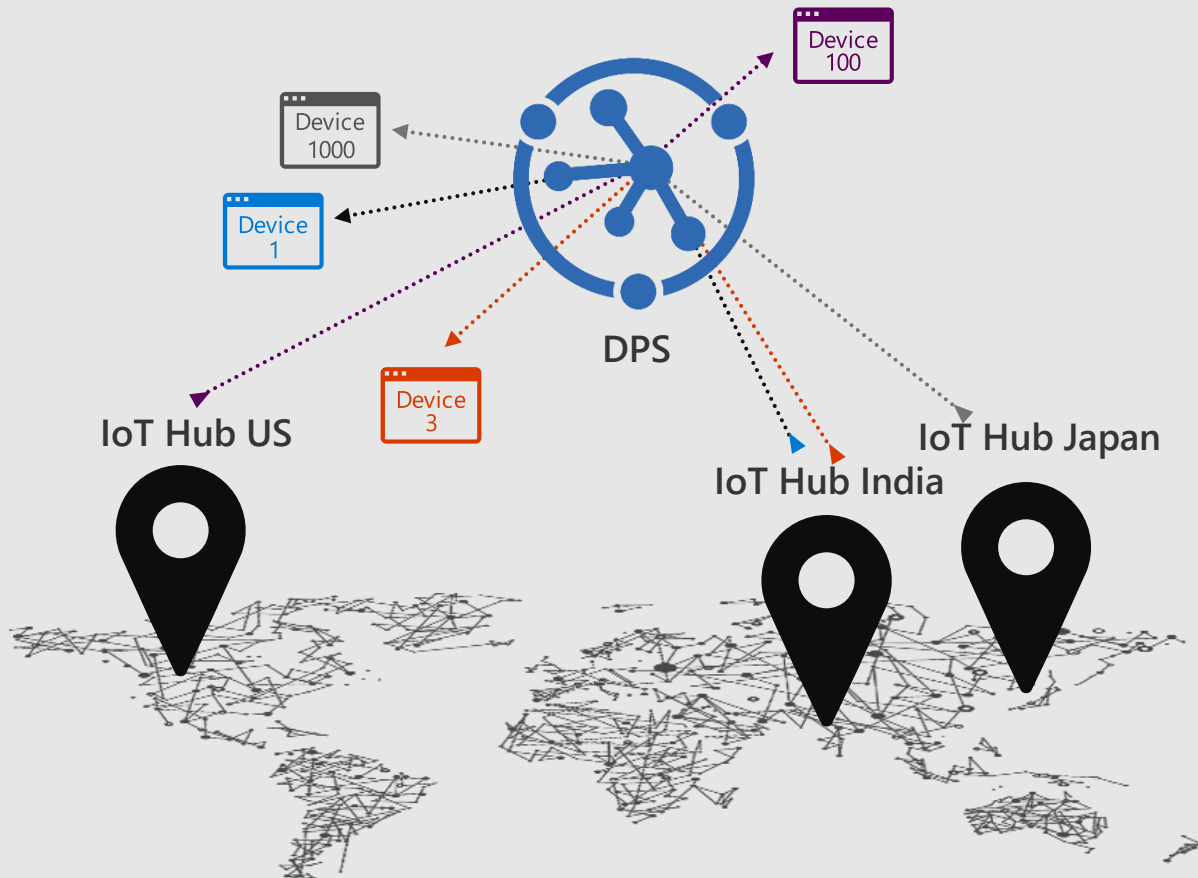 Device
100
Device
1000
Device
1
DPS
Device
3
IoT Hub US
IoT Hub Japan
IoT Hub India